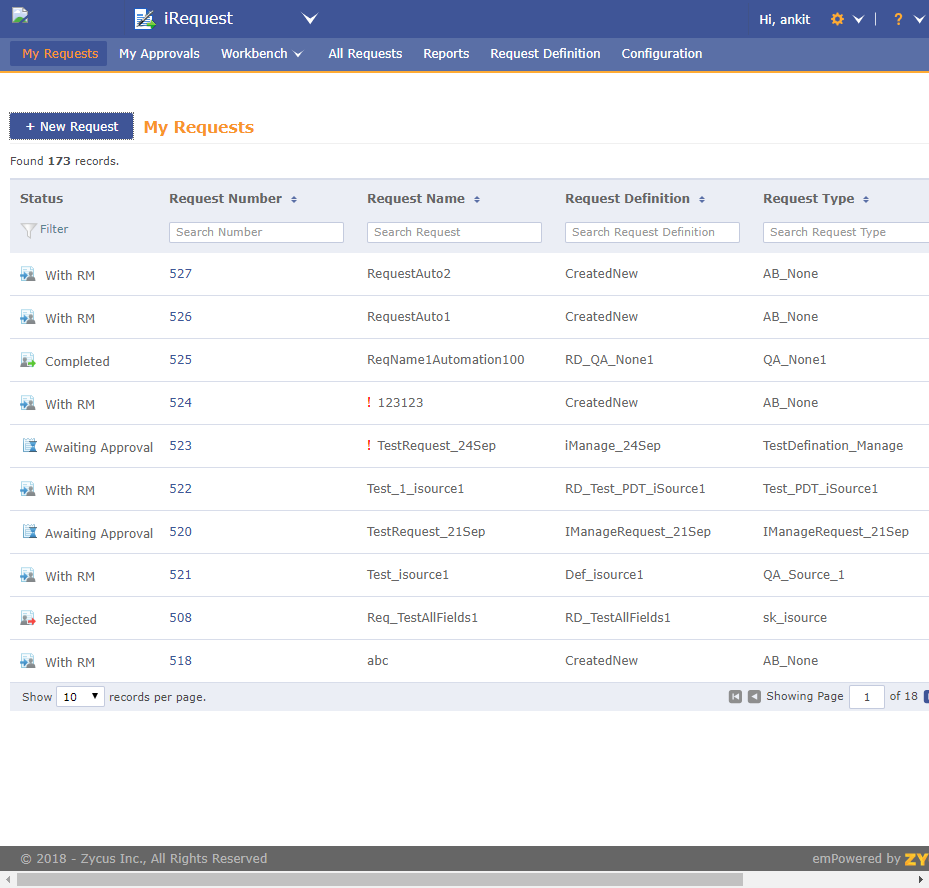 iRequest
Hi, ankit | ?
My Requests My Approvals Workbench All Requests Reports Request Definition Configuration
+ New Request My Requests
Found 173 records.
Status Request Number Request Name Request Definition Request Type
Filter Search Number Search Request Search Request Definition Search Request Type
With RM 527 RequestAuto2 CreatedNew AB_None
With RM 526 RequestAuto1 CreatedNew AB_None
Completed 525 ReqName1Automation100 RD_QA_None1 QA_None1
With RM 524 ! 123123 CreatedNew AB_None
Awaiting Approval 523 ! TestRequest_24Sep iManage_24Sep TestDefination_Manage
With RM 522 Test_1_isource1 RD_Test_PDT_iSource1 Test_PDT_iSource1
Awaiting Approval 520 TestRequest_21Sep IManageRequest_21Sep IManageRequest_21Sep
With RM 521 Test_isource1 Def_isource1 QA_Source_1
Rejected 508 Req_TestAllFields1 RD_TestAllFields1 sk_isource
With RM 518 abc CreatedNew AB_None
Show 10 records per page. Showing Page 1 of 18
© 2018 - Zycus Inc., All Rights Reserved emPowered by ZY